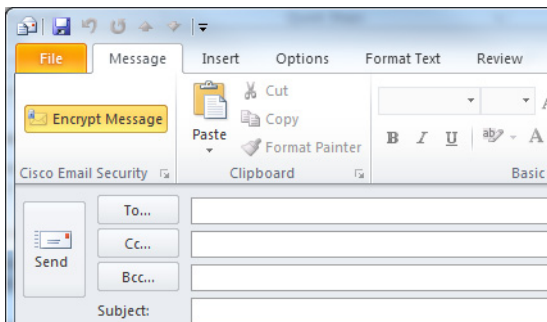 File Message Insert Options Format Text Review
Encrypt Message
Paste
Cut
Copy
Format Painter
B I U ab A
Cisco Email Security Clipboard Basic
Send
To...
Cc...
Bcc...
Subject: